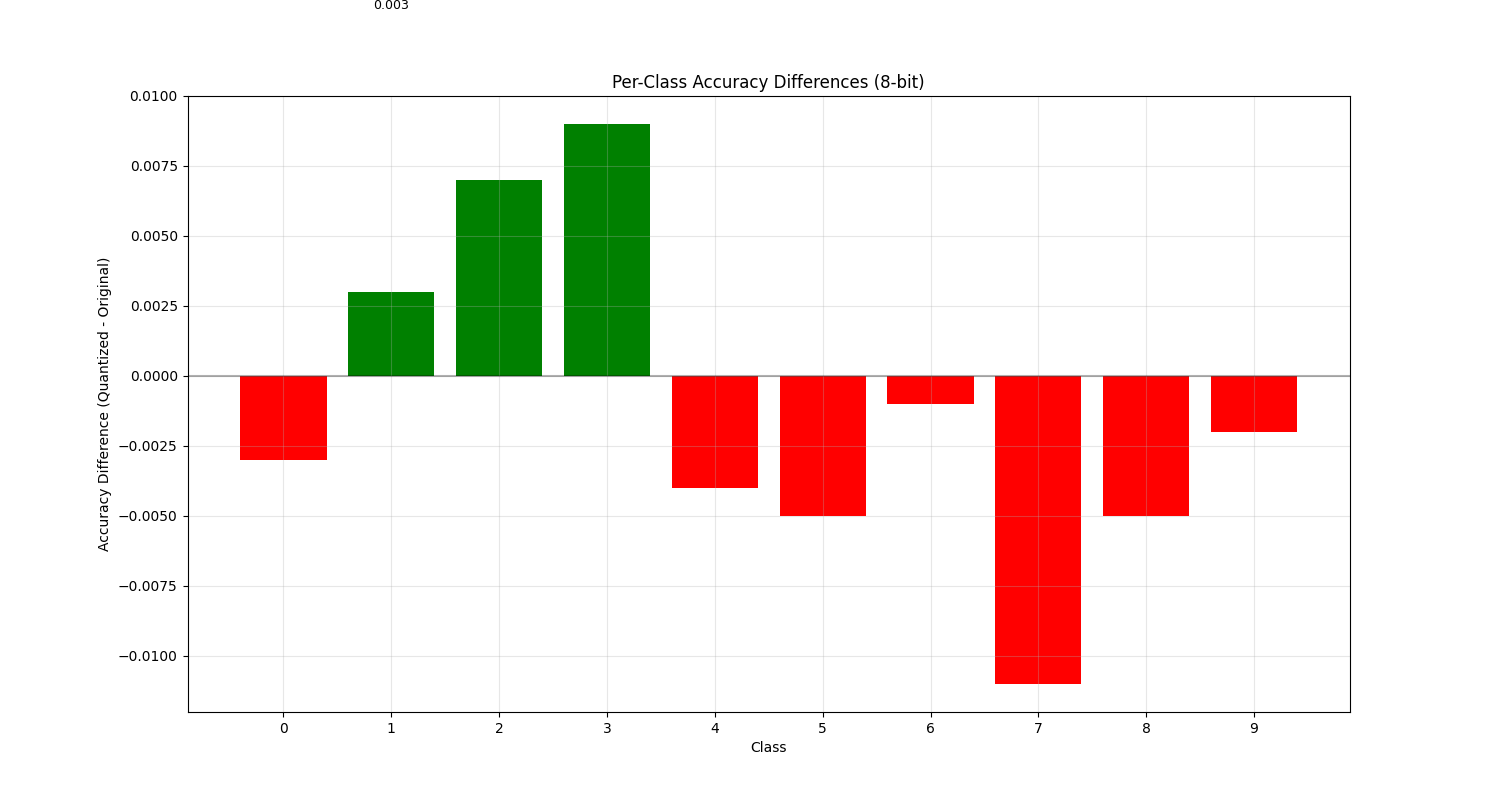 0.003
Per-Class Accuracy Differences (8-bit)
Accuracy Difference (Quantized - Original)
0.0100
0.0075
0.0050
0.0025
0.0000
−0.0025
−0.0050
−0.0075
−0.0100
0 1 2 3 4 5 6 7 8 9
Class